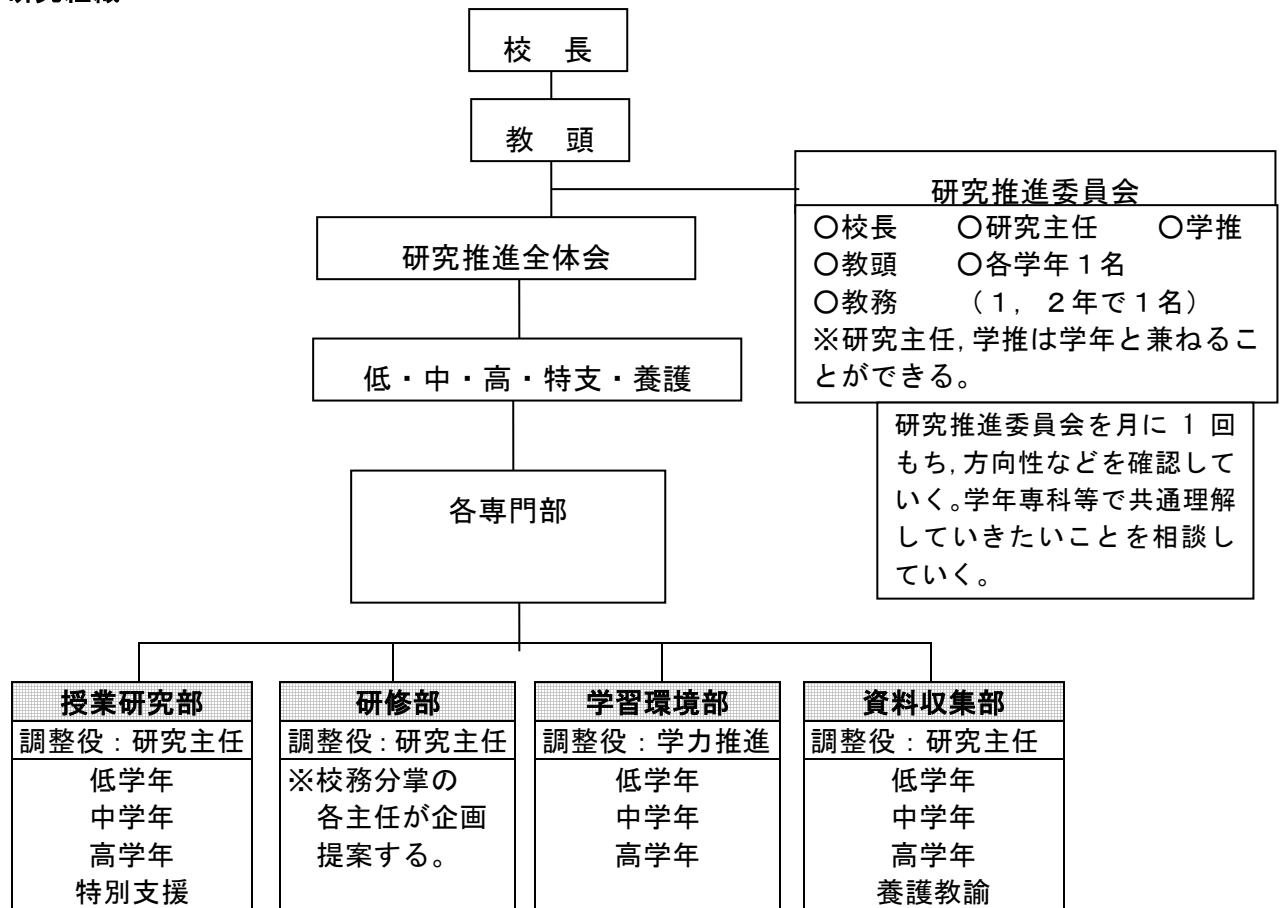 校　長
教　頭
研究推進委員会
〇校長　　〇研究主任　　〇学推
〇教頭　　〇各学年１名
〇教務　　（１，２年で１名）
※研究主任,学推は学年と兼ねるこ
とができる。
研究推進委員会を月に 1 回
もち,方向性などを確認して
いく。学年専科等で共通理解
していきたいことを相談し
ていく。
研究推進全体会
低・中・高・特支・養護
各専門部
授業研究部
調整役：研究主任
低学年
中学年
高学年
特別支援
研修部
調整役：研究主任
※校務分掌の
各主任が企画
提案する。
学習環境部
調整役：学力推進
低学年
中学年
高学年
資料収集部
調整役：研究主任
低学年
中学年
高学年
養護教諭